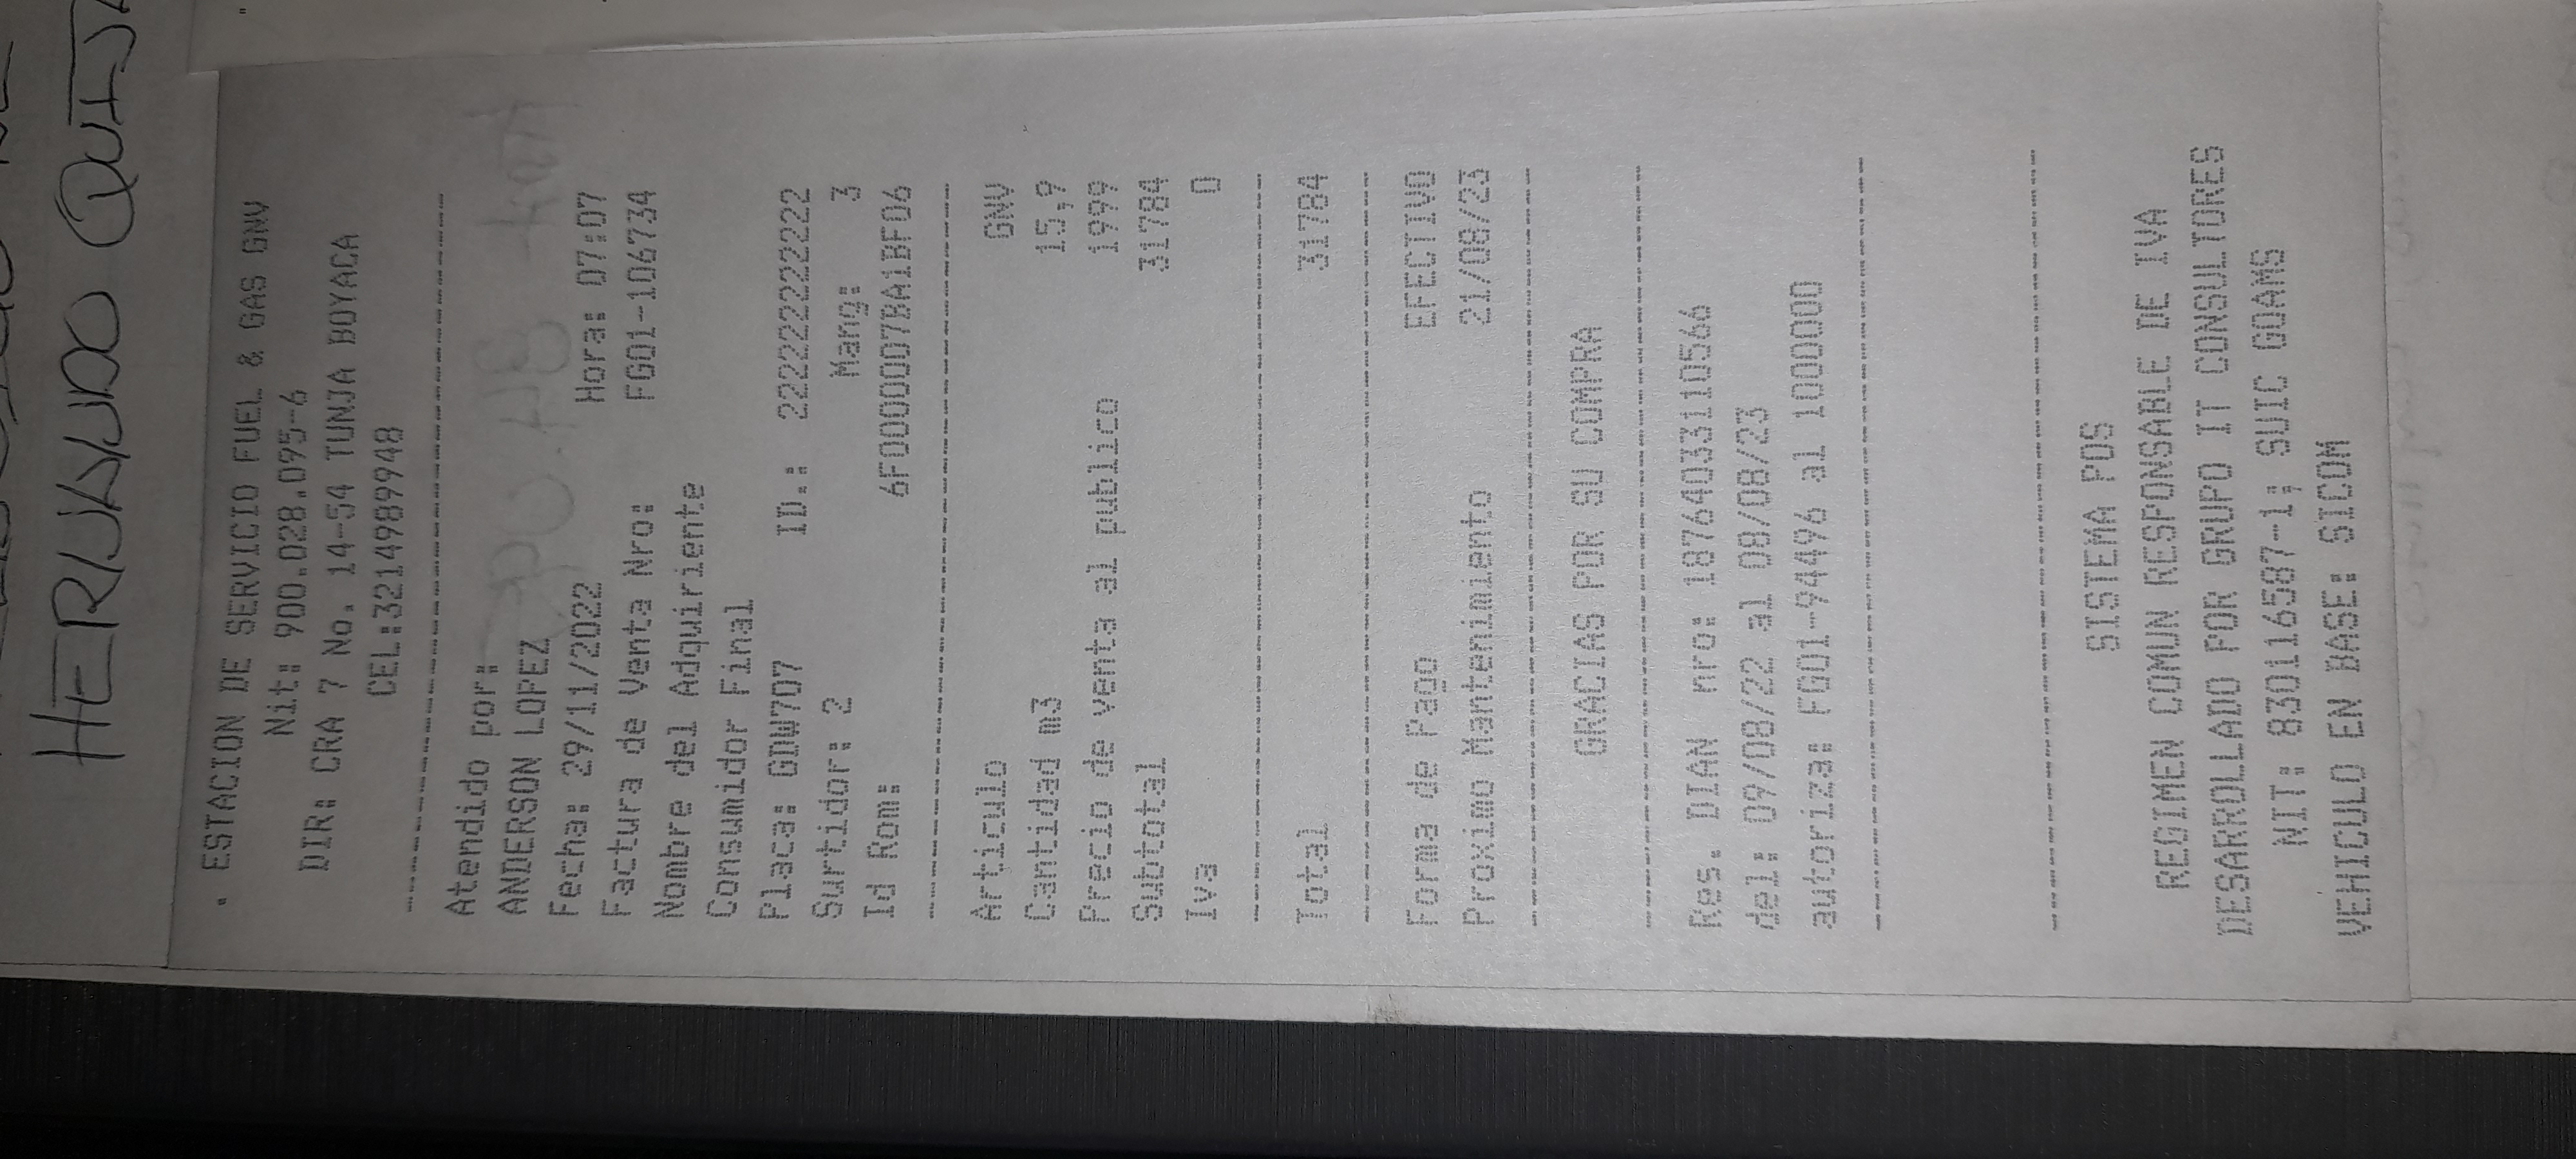 HERNANDO
ESTACION DE SERVICIO FUEL & GAS GNV
Nit: 900.028.095-6
DIR: CRA 7 No. 14-54 TUNJA BOYACA
CEL:3214989948
Atendido por:
ANDERSON LOPEZ
Fecha: 29/11/2022 Hora: 07:07
Factura de Venta Nro: FG01-106734
Nombre del Adquiriente
Consumidor Final
Placa: GDW707 ID.: 222222222222
Surtidor: 2 Mang: 3
Id Rom: 6F000007BA1BF06
Articulo GNV
Cantidad m3 15,9
Precio de venta al publico 1999
Subtotal 31784
Iva 0
Total 31784
Forma de Pago EFECTIVO
Proximo Mantenimiento 21/08/23
GRACIAS POR SU COMPRA
Res. DIAN nro: 18764033110566
del: 09/08/22 al 08/08/23
autoriza: FG01-94496 al 100000
SISTEMA POS
REGIMEN COMUN RESPONSABLE DE IVA
DESARROLLADO POR GRUPO IT CONSULTORES
NIT: 830116587-1; SUIC GOAMS
VEHICULO EN BASE: SICOM